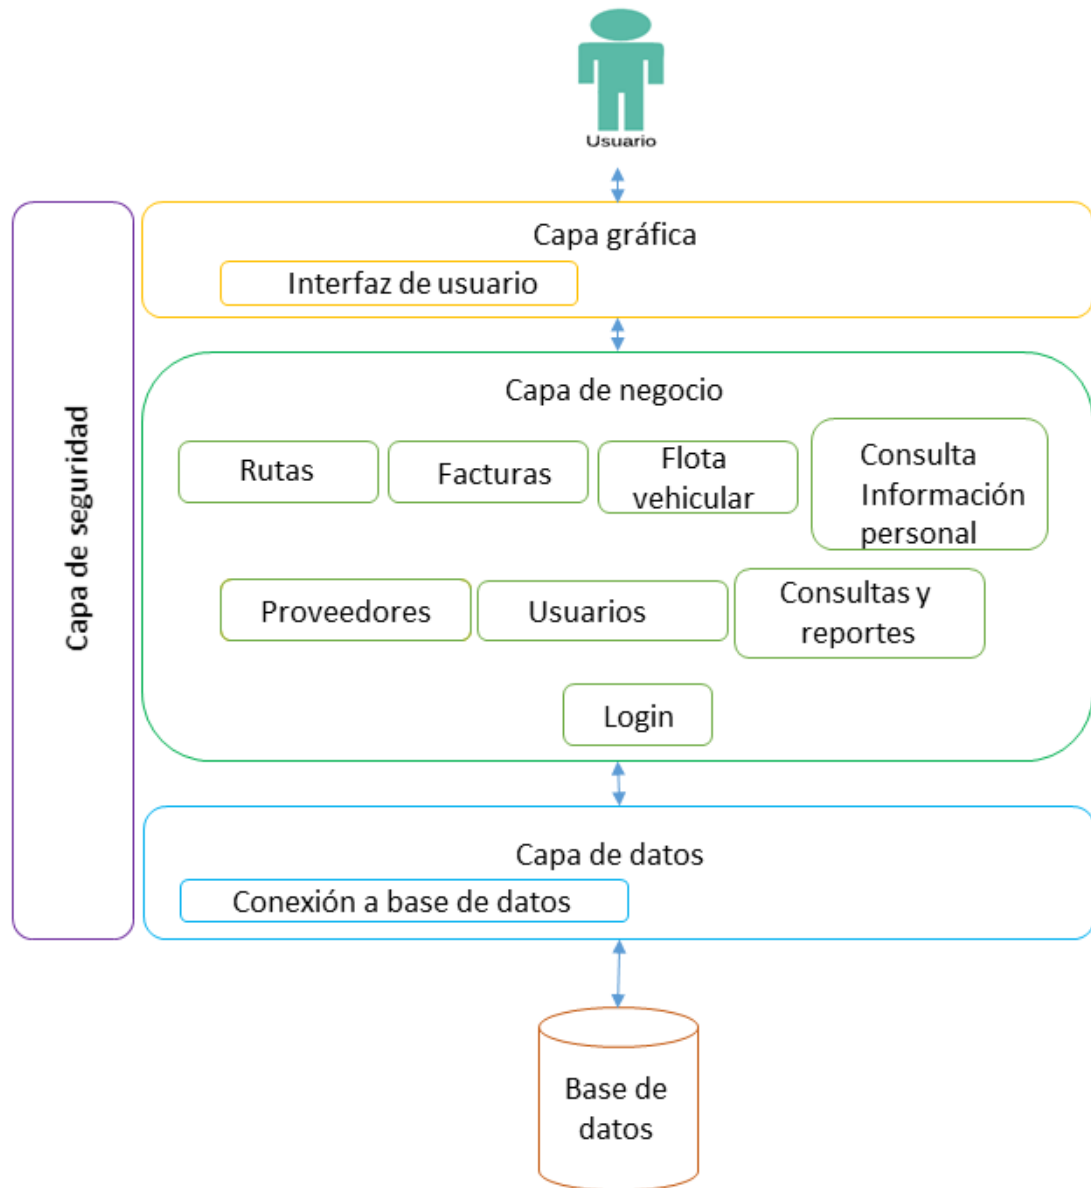 Usuario
Capa gráfica
Interfaz de usuario
Capa de seguridad
Capa de negocio
Rutas
Facturas
Flota
vehicular
Consulta
Información
personal
Proveedores
Usuarios
Consultas y
reportes
Login
Capa de datos
Conexión a base de datos
Base de
datos